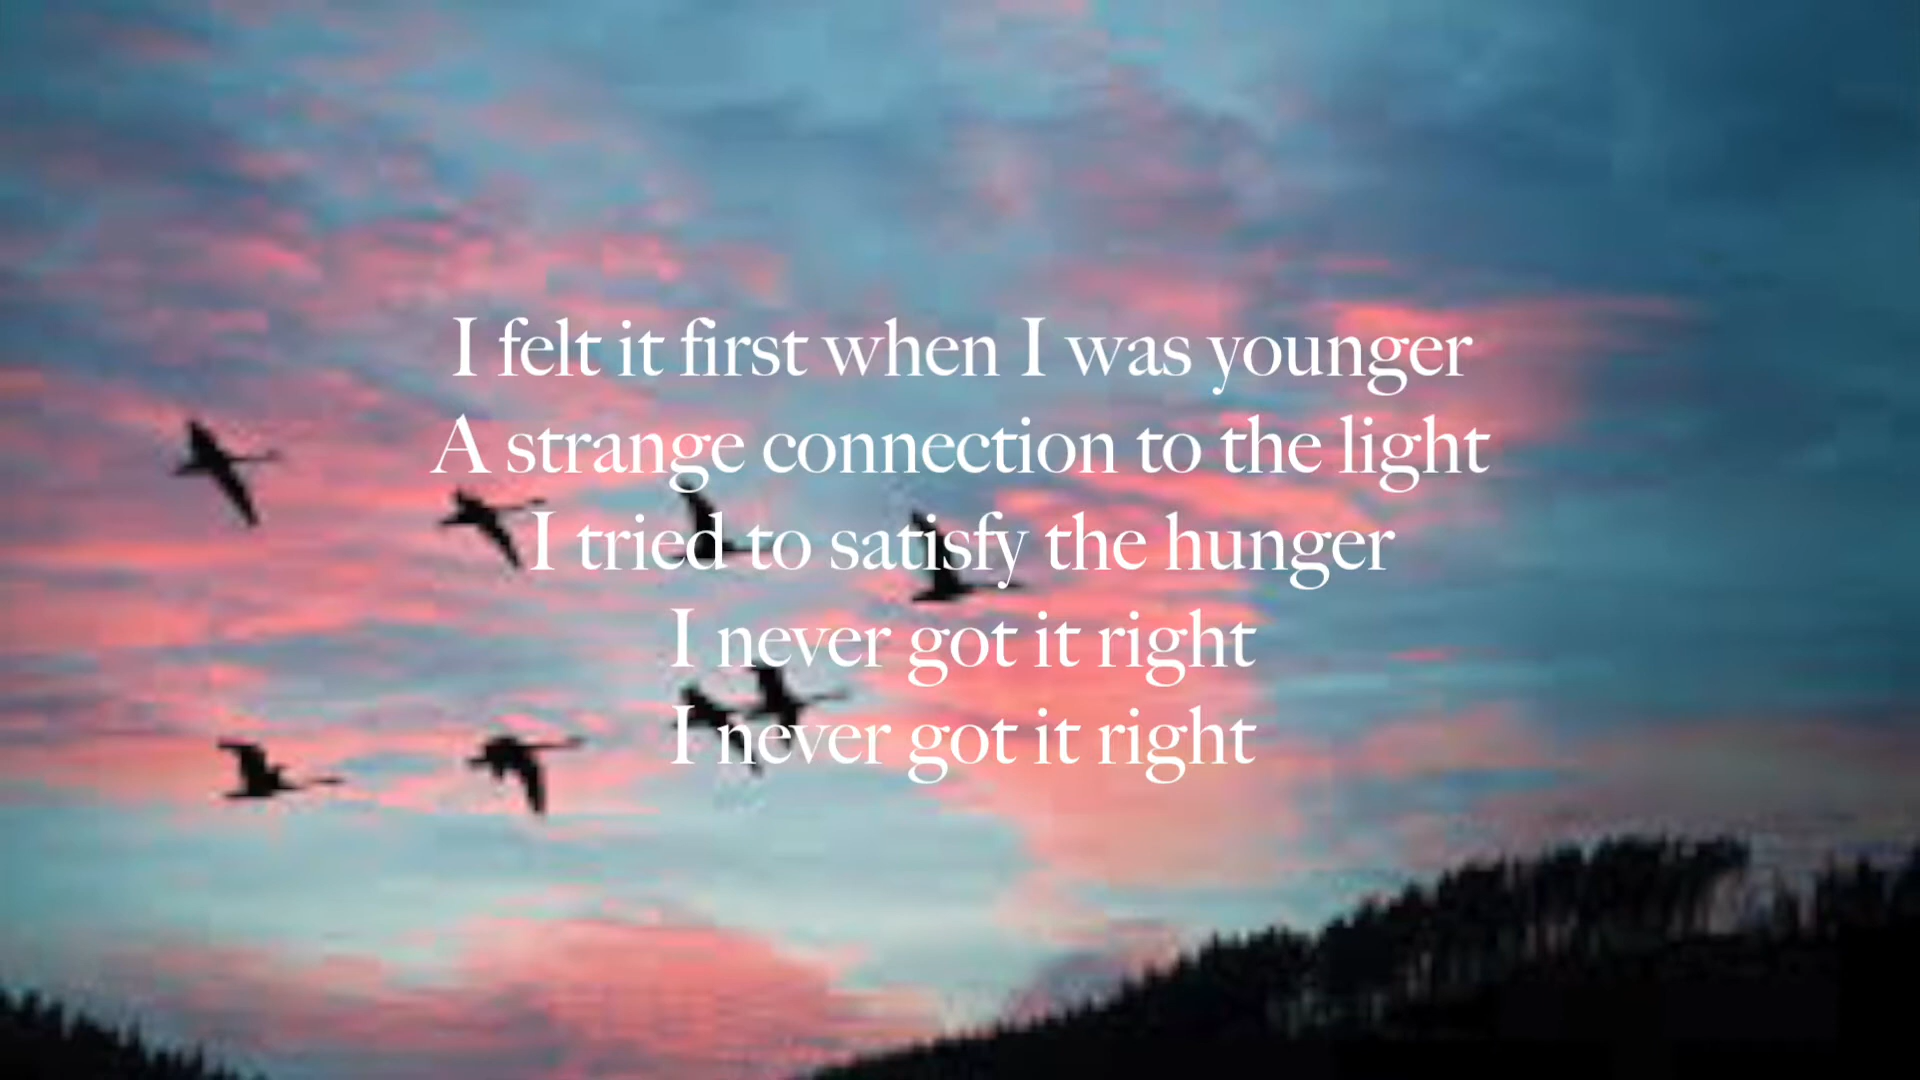 I felt it first when I was younger
A strange connection to the light
I tried to satisfy the hunger
I never got it right
I never got it right